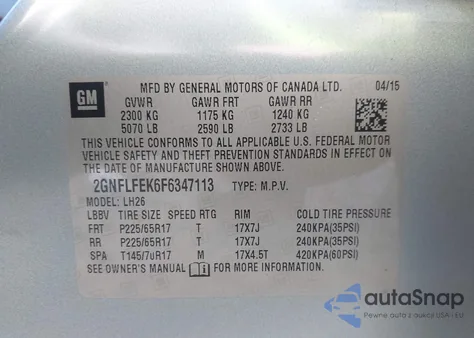 GM
MFD BY GENERAL MOTORS OF CANADA LTD. 04/15
GVWR GAWR FRT GAWR RR
2300 KG 1175 KG 1240 KG
5070 LB 2590 LB 2733 LB
THIS VEHICLE CONFORMS TO ALL APPLICABLE U.S. FEDERAL MOTOR
VEHICLE SAFETY AND THEFT PREVENTION STANDARDS IN EFFECT ON
THE DATE OF MANUFACTURE SHOWN ABOVE.
2GNFLFEK6F6347113 TYPE: M.P.V.
MODEL: LH26
LBBV TIRE SIZE SPEED RTG RIM COLD TIRE PRESSURE
FRT P225/65R17 T 17X7J 240KPA(35PSI)
RR P225/65R17 T 17X7J 240KPA(35PSI)
SPA T145/70R17 M 17X4.5T 420KPA(60PSI)
SEE OWNER'S MANUAL FOR MORE INFORMATION
autoSnap
Pewne auta z USA i EU